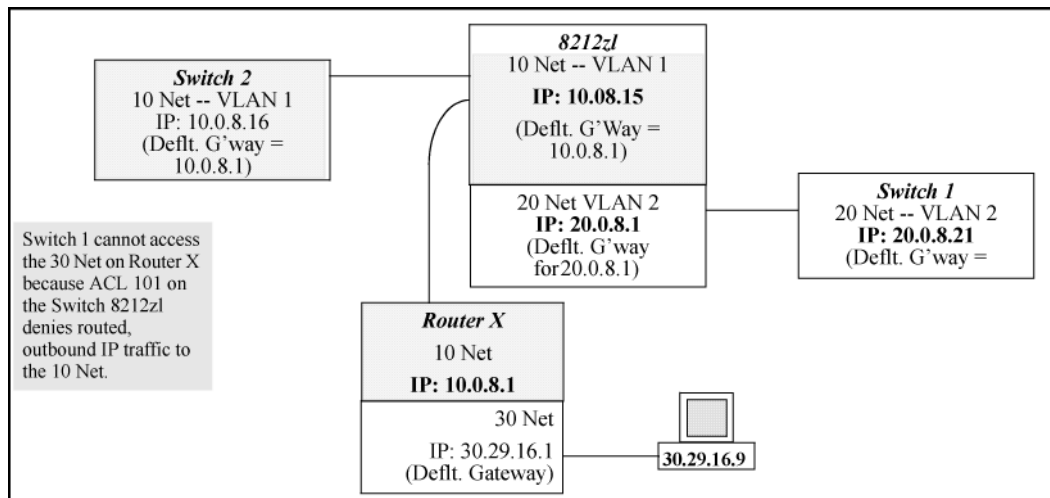 8212zl
10 Net -- VLAN 1
IP: 10.08.15
(Deflt. G'Way =
10.0.8.1)
20 Net VLAN 2
IP: 20.0.8.1
(Deflt. G'way
for20.0.8.1)
Switch 2
10 Net -- VLAN 1
IP: 10.0.8.16
(Deflt. G'way =
10.0.8.1)
Switch 1
20 Net -- VLAN 2
IP: 20.0.8.21
(Deflt. G'way =
Switch 1 cannot access
the 30 Net on Router X
because ACL 101 on
the Switch 8212zl
denies routed,
outbound IP traffic to
the 10 Net.
Router X
10 Net
IP: 10.0.8.1
30 Net
IP: 30.29.16.1
(Deflt. Gateway)
30.29.16.9